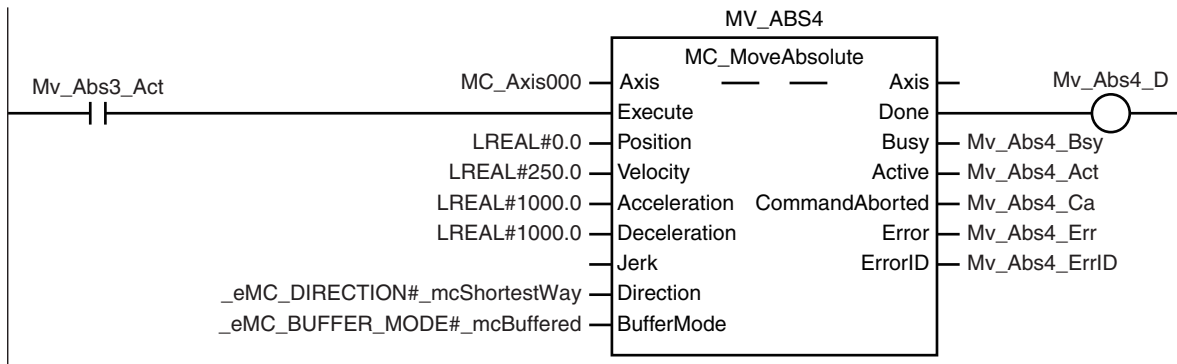 MV_ABS4
MC_MoveAbsolute
MC_Axis000 Axis Axis Mv_Abs4_D
Mv_Abs3_Act Execute Done
LREAL#0.0 Position Busy Mv_Abs4_Bsy
LREAL#250.0 Velocity Active Mv_Abs4_Act
LREAL#1000.0 Acceleration CommandAborted Mv_Abs4_Ca
LREAL#1000.0 Deceleration Error Mv_Abs4_Err
Jerk ErrorID Mv_Abs4_ErrID
_eMC_DIRECTION#_mcShortestWay Direction
_eMC_BUFFER_MODE#_mcBuffered BufferMode